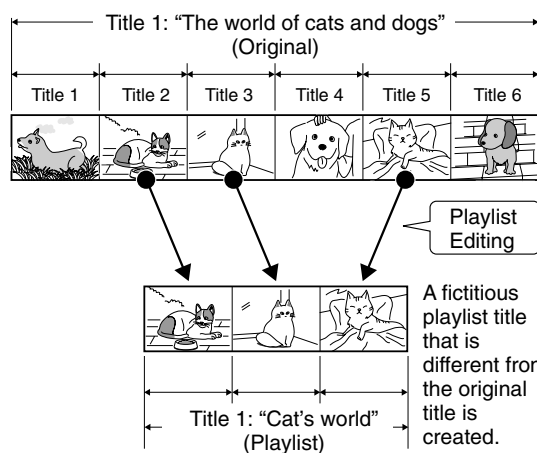 Title 1: “The world of cats and dogs”
(Original)
Title 1 Title 2 Title 3 Title 4 Title 5 Title 6
Playlist
Editing
A fictitious
playlist title
that is
different from
the original
title is
created.
Title 1: “Cat’s world”
(Playlist)